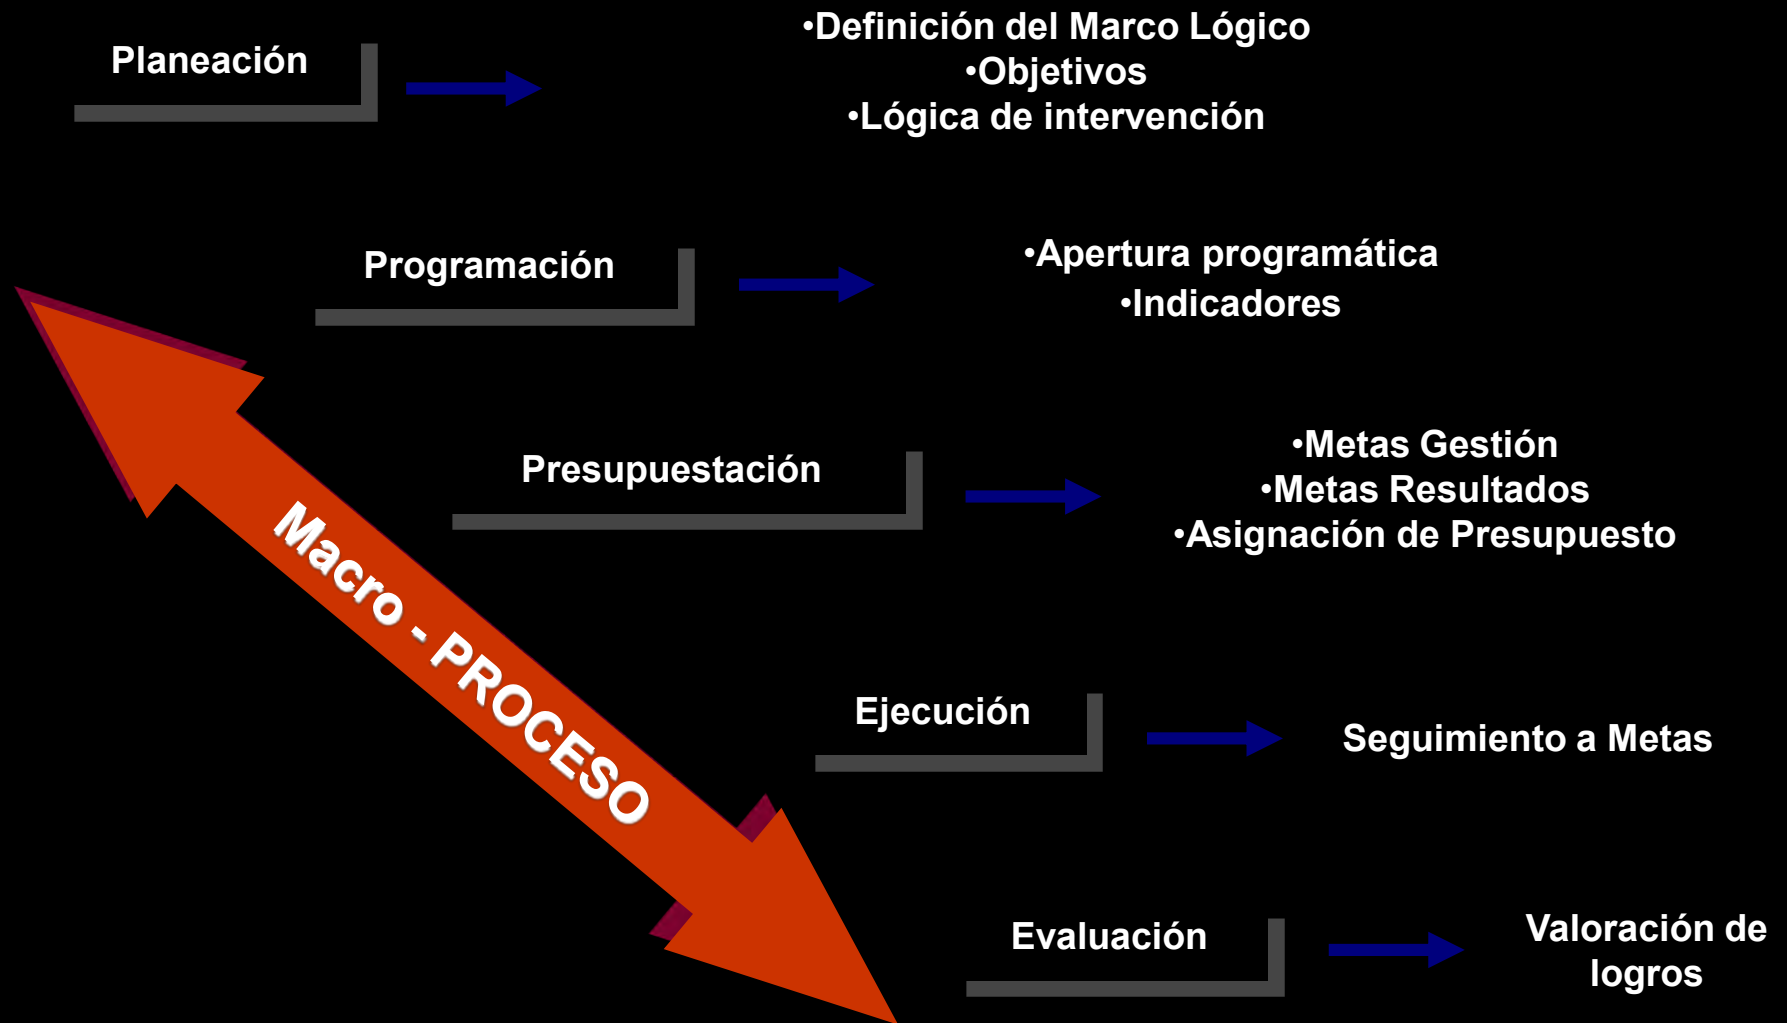 Planeación
•Definición del Marco Lógico
•Objetivos
•Lógica de intervención
Programación
•Apertura programática
•Indicadores
Presupuestación
•Metas Gestión
•Metas Resultados
•Asignación de Presupuesto
Macro - PROCESO
Ejecución
Seguimiento a Metas
Evaluación
Valoración de
logros